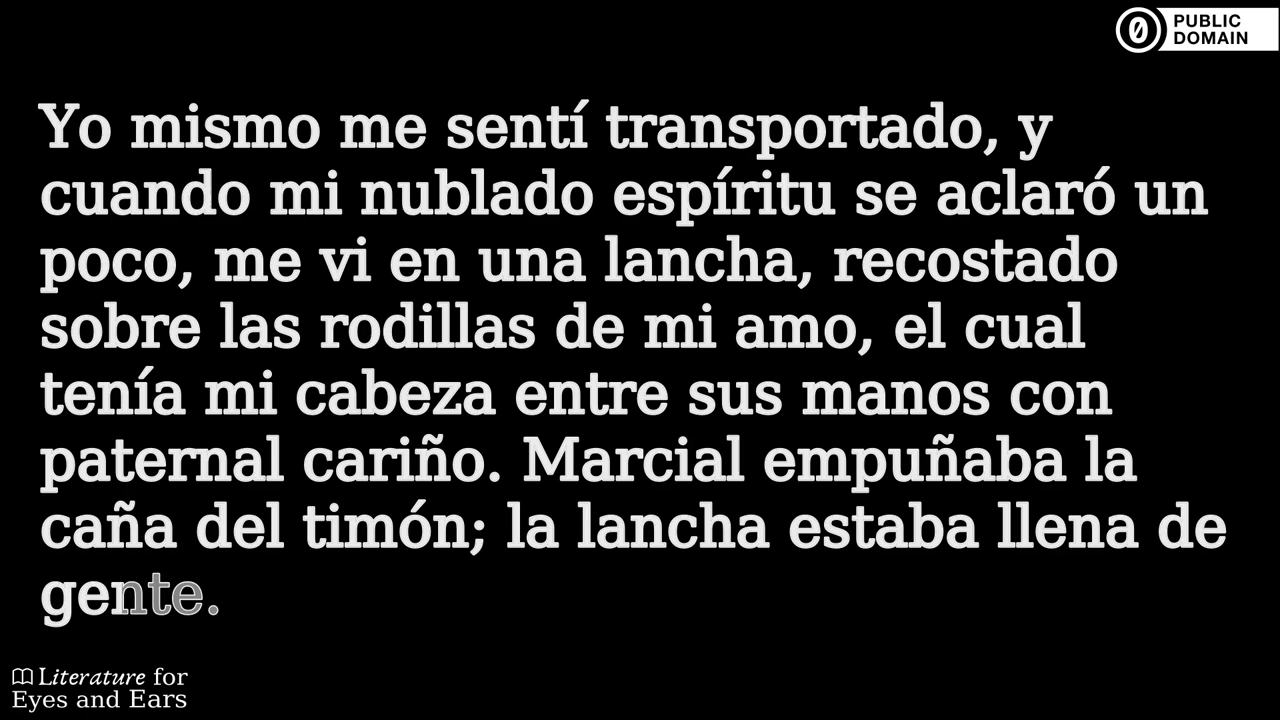 PUBLIC
DOMAIN
Yo mismo me sentí transportado, y
cuando mi nublado espíritu se aclaró un
poco, me vi en una lancha, recostado
sobre las rodillas de mi amo, el cual
tenía mi cabeza entre sus manos con
paternal cariño. Marcial empuñaba la
caña del timón; la lancha estaba llena de
gente.
Literature for
Eyes and Ears